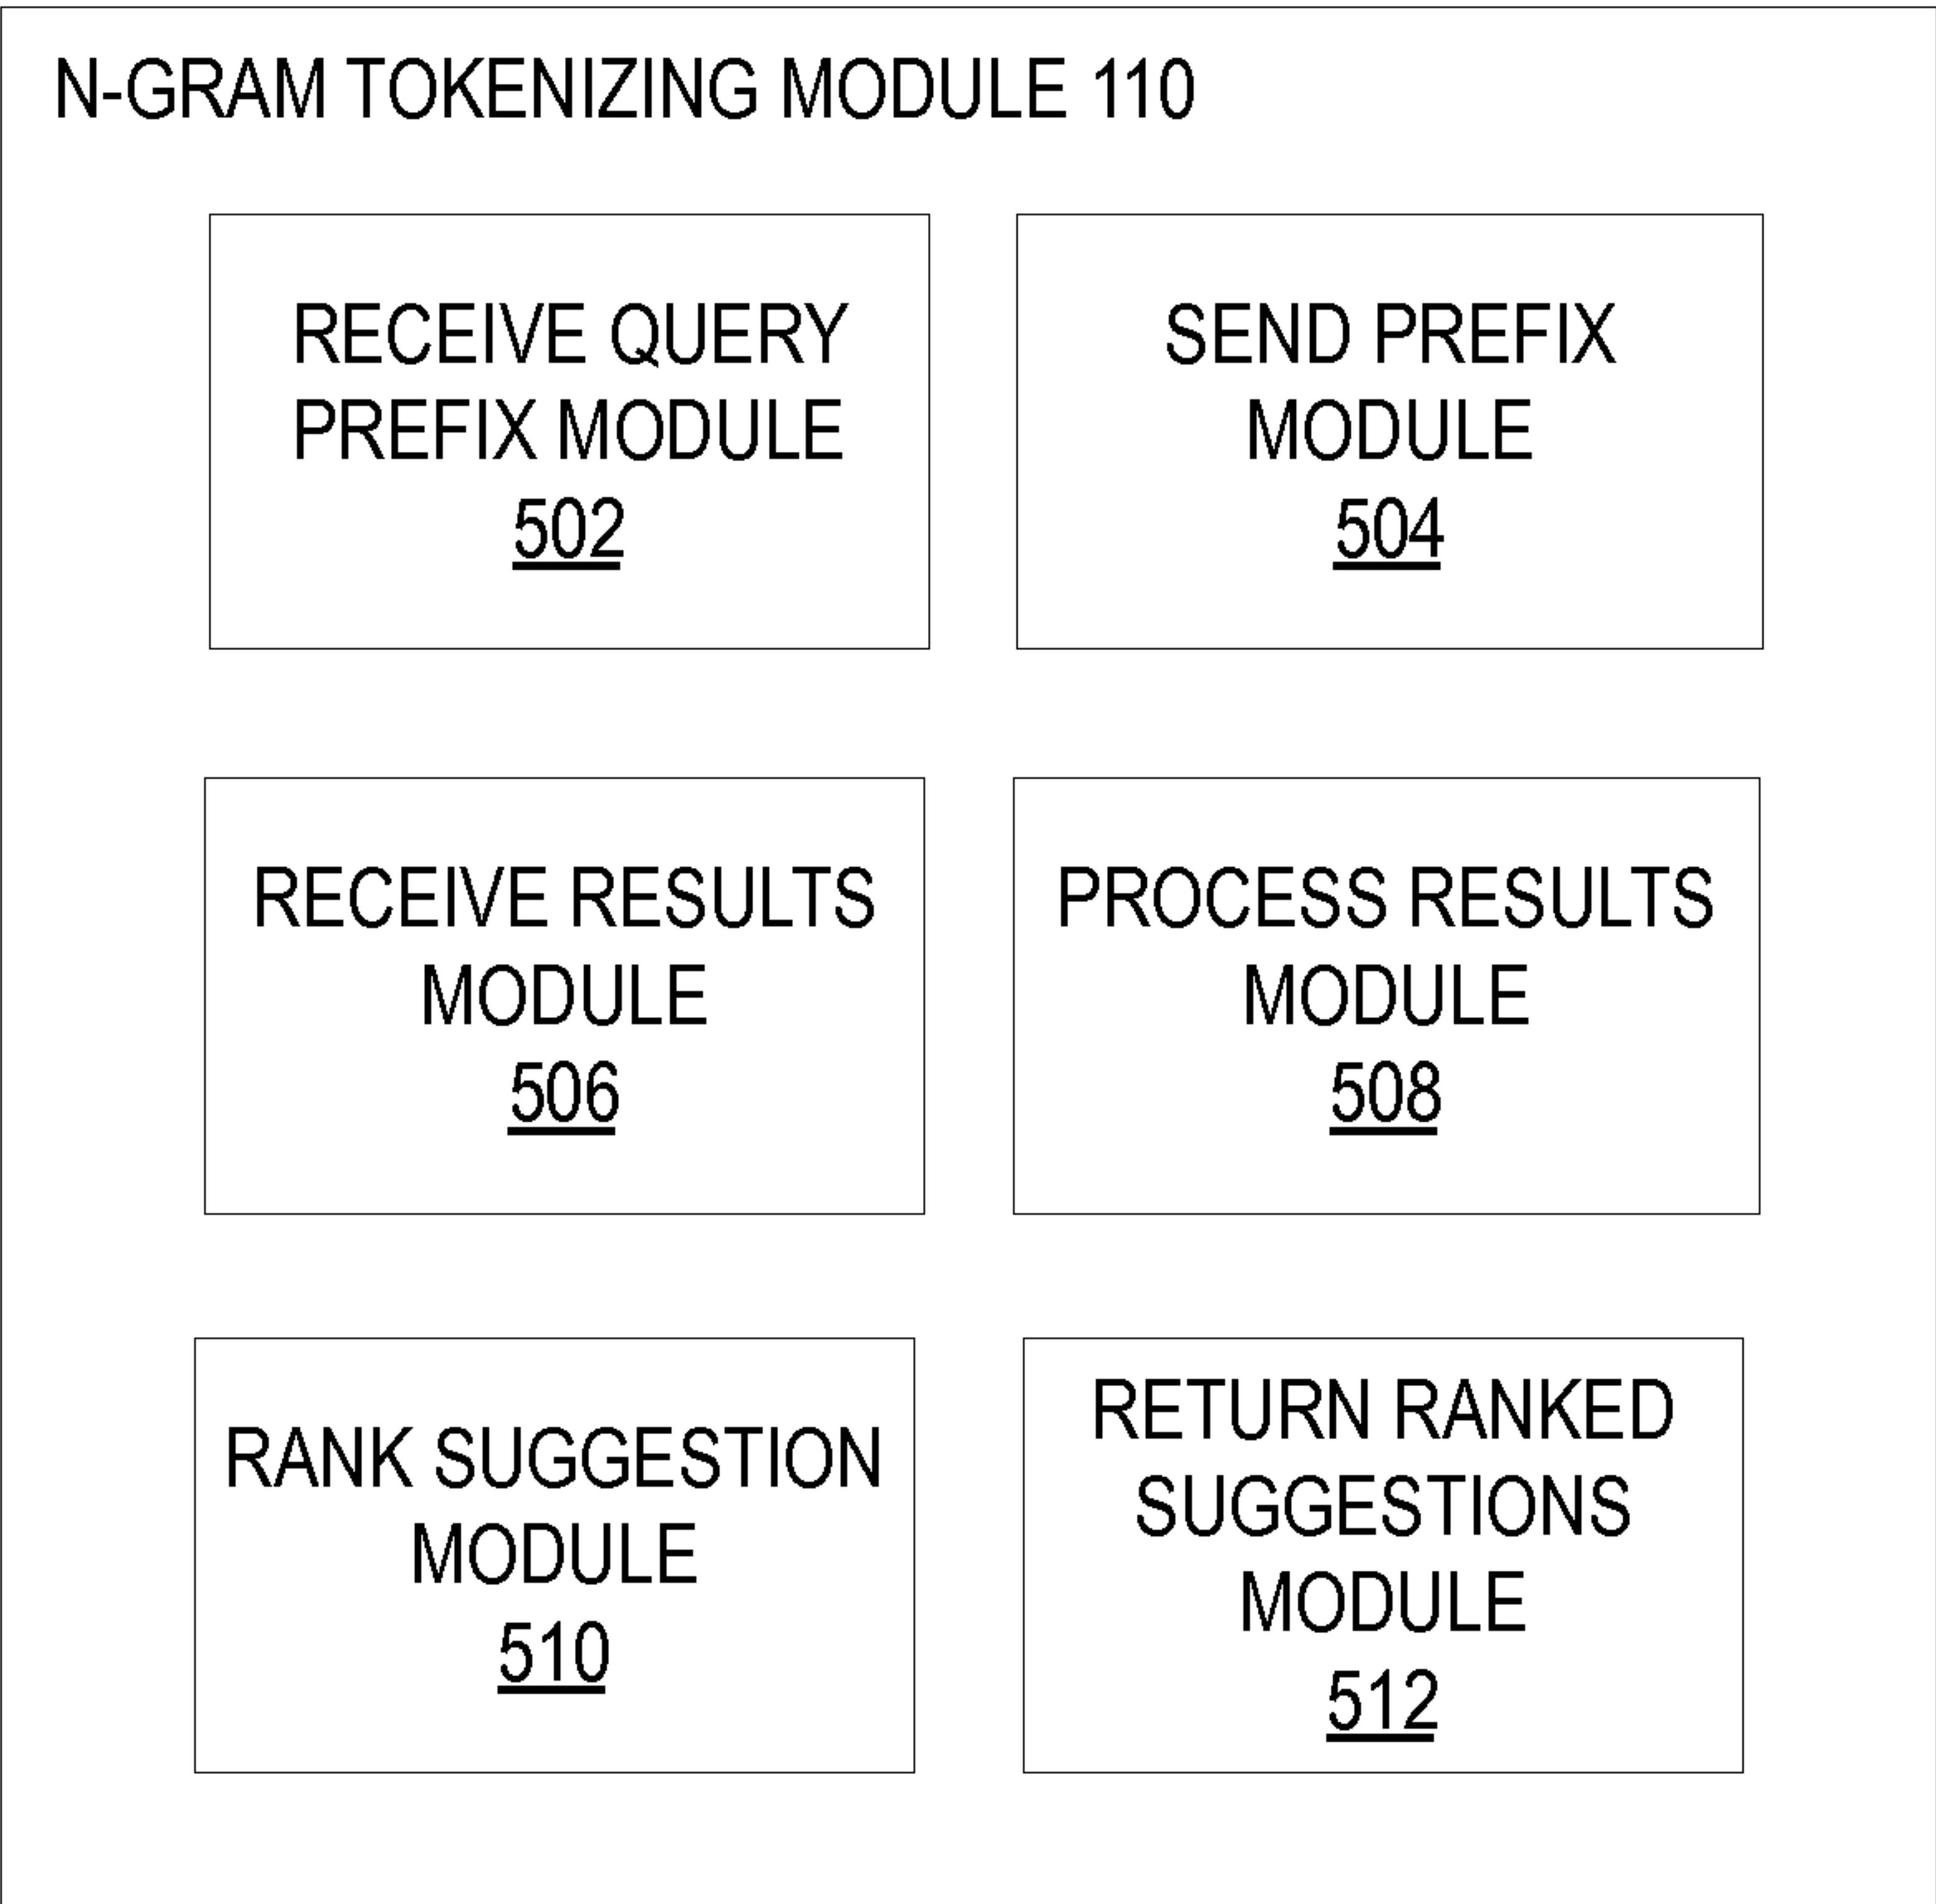 N-GRAM TOKENIZING MODULE 110
RECEIVE QUERY
PREFIX MODULE
502
SEND PREFIX
MODULE
504
RECEIVE RESULTS
MODULE
506
PROCESS RESULTS
MODULE
508
RANK SUGGESTION
MODULE
510
RETURN RANKED
SUGGESTIONS
MODULE
512